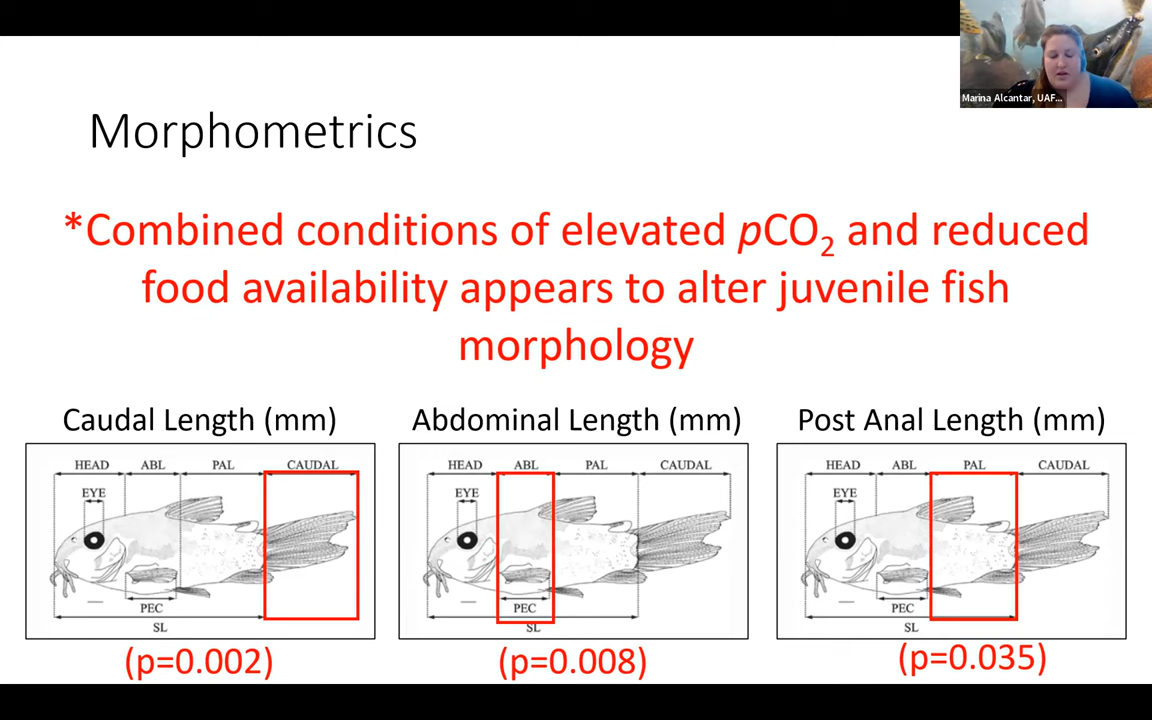 Marina Alcantar, UAF...
Morphometrics
*Combined conditions of elevated pCO₂ and reduced
food availability appears to alter juvenile fish
morphology
Caudal Length (mm)
HEAD ABL PAL CAUDAL
EYE
PEC
SL
(p=0.002)
Abdominal Length (mm)
HEAD ABL PAL CAUDAL
EYE
PEC
SL
(p=0.008)
Post Anal Length (mm)
HEAD ABL PAL CAUDAL
EYE
PEC
SL
(p=0.035)